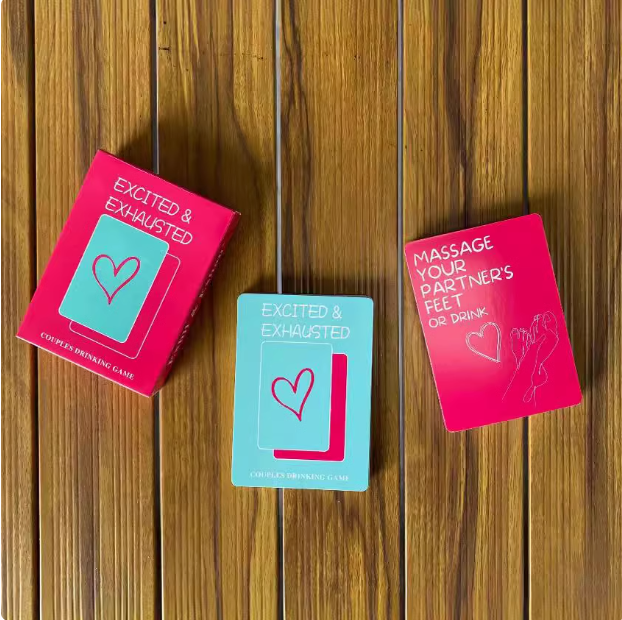 EXCITED &
EXHAUSTED
COUPLES DRINKING GAME
EXCITED &
EXHAUSTED
COUPLES DRINKING GAME
MASSAGE
YOUR
PARTNER'S
FEET
OR DRINK